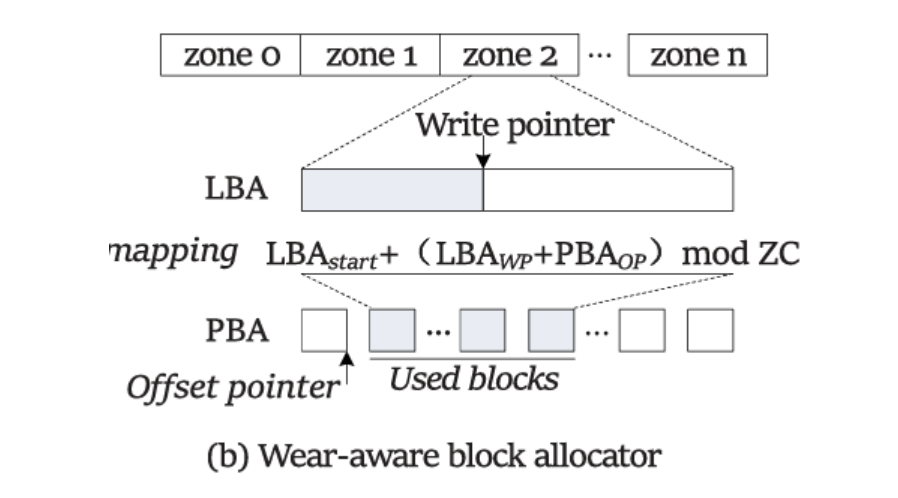 zone 0 zone 1 zone 2 ... zone n
Write pointer
LBA
mapping LBAstart+ (LBAWP+PBAOP) mod ZC
PBA ... ...
Offset pointer Used blocks
(b) Wear-aware block allocator